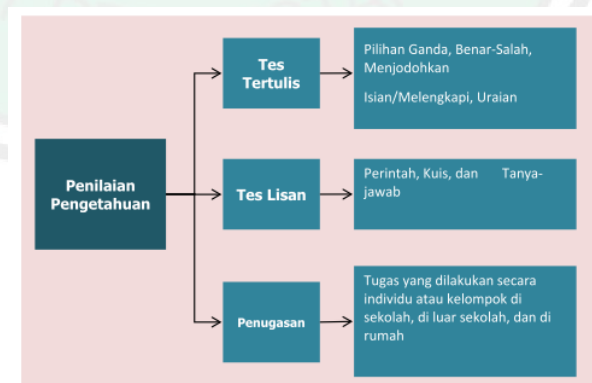 Penilaian
Pengetahuan
Tes
Tertulis
Pilihan Ganda, Benar-Salah,
Menjodohkan
Isian/Melengkapi, Uraian
Tes Lisan
Perintah, Kuis, dan Tanya-
jawab
Penugasan
Tugas yang dilakukan secara
individu atau kelompok di
sekolah, di luar sekolah, dan di
rumah